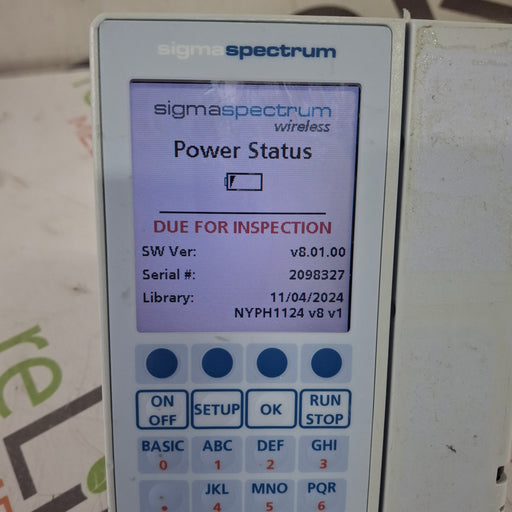 sigmaspectrum
sigmaspectrum
wireless
Power Status
DUE FOR INSPECTION
SW Ver: v8.01.00
Serial #: 2098327
Library: 11/04/2024
NYPH1124 v8 v1
ON OFF
SETUP
OK
RUN STOP
BASIC ABC DEF GHI
0 1 2 3
JKL MNO PQR
. 4 5 6